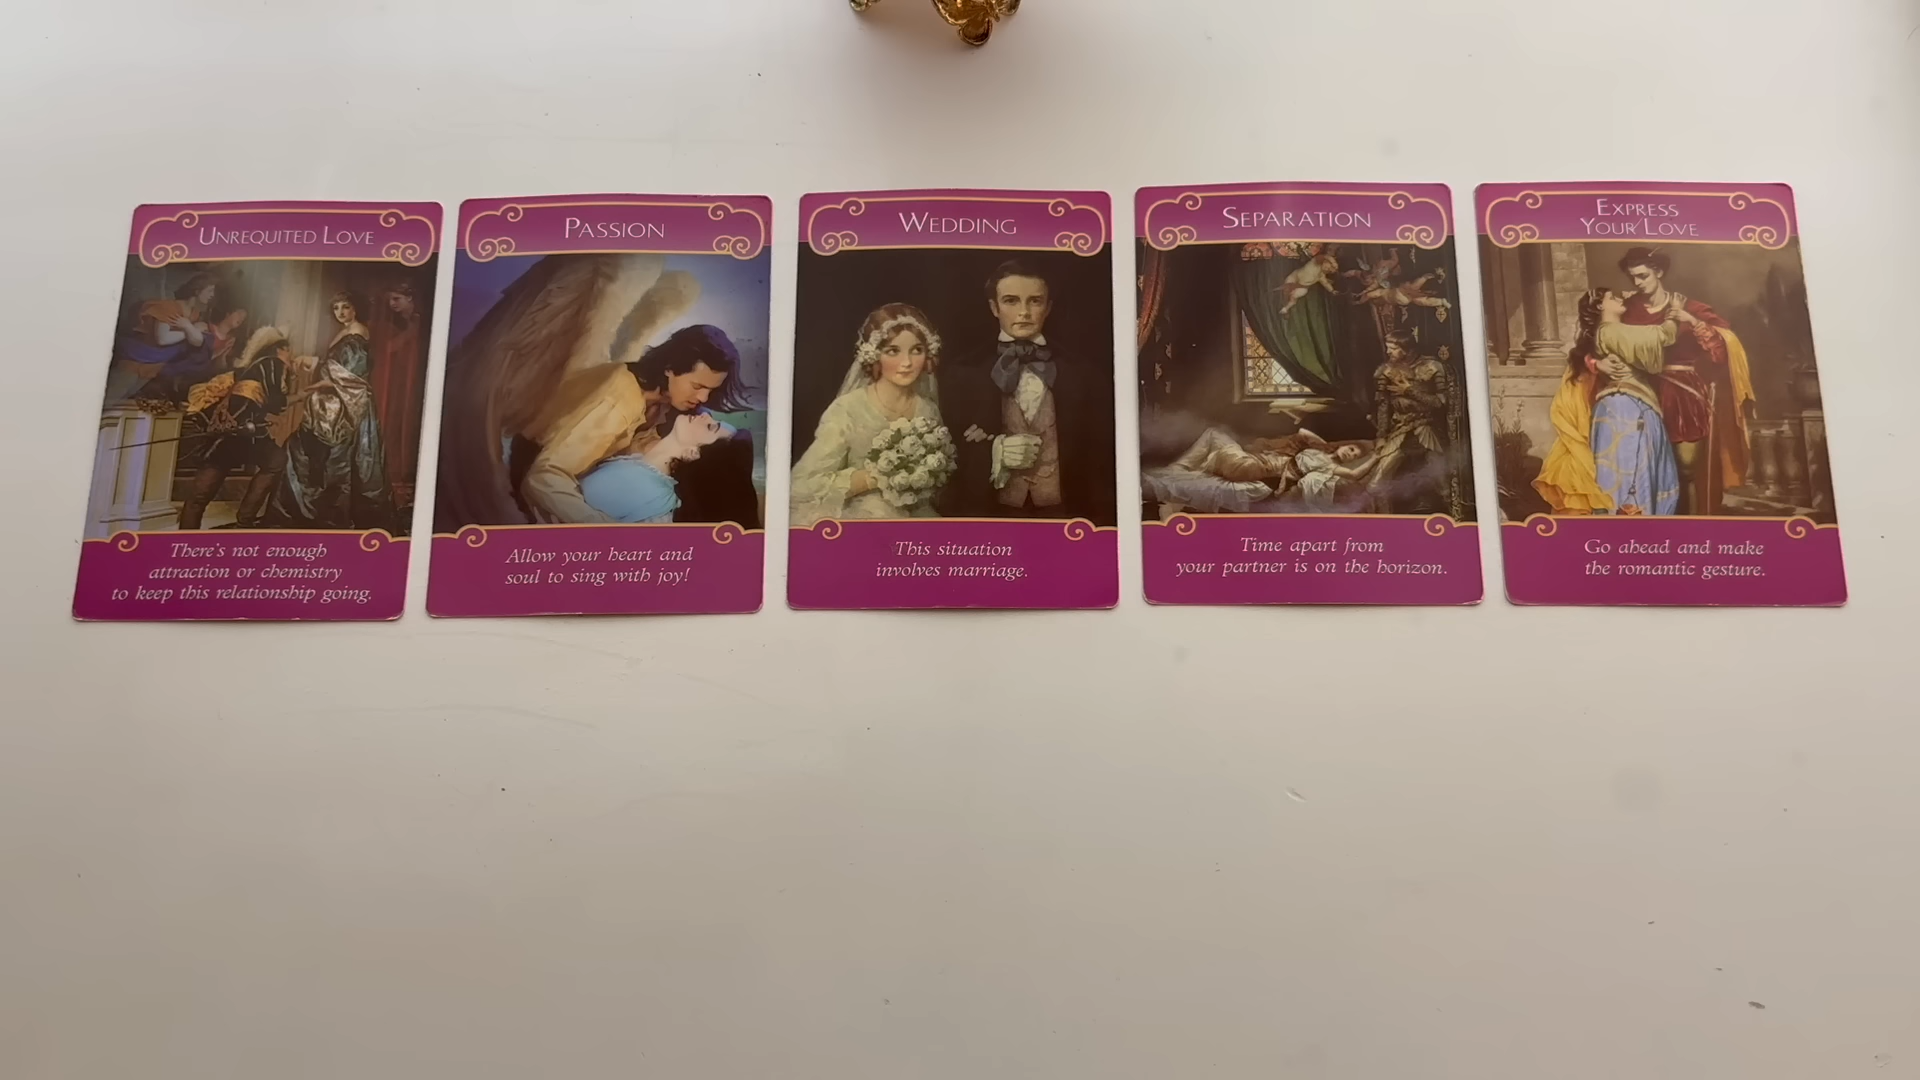 UNREQUITED LOVE
There's not enough
attraction or chemistry
to keep this relationship going.
PASSION
Allow your heart and
soul to sing with joy!
WEDDING
This situation
involves marriage.
SEPARATION
Time apart from
your partner is on the horizon.
EXPRESS
YOUR LOVE
Go ahead and make
the romantic gesture.